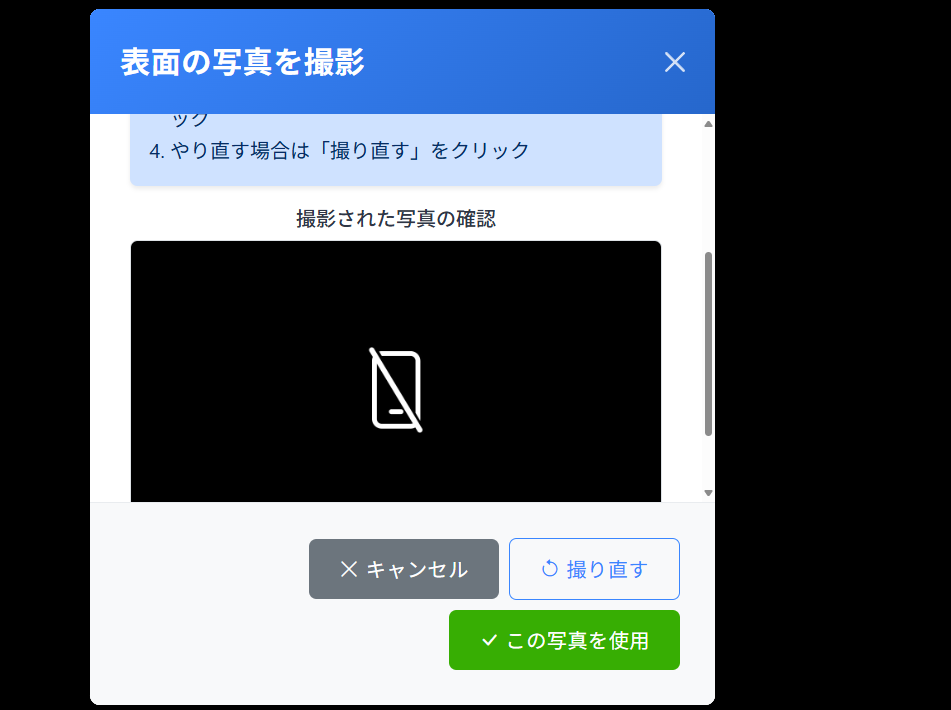 表面の写真を撮影
ック
4. やり直す場合は「撮り直す」をクリック
撮影された写真の確認
キャンセル
撮り直す
この写真を使用